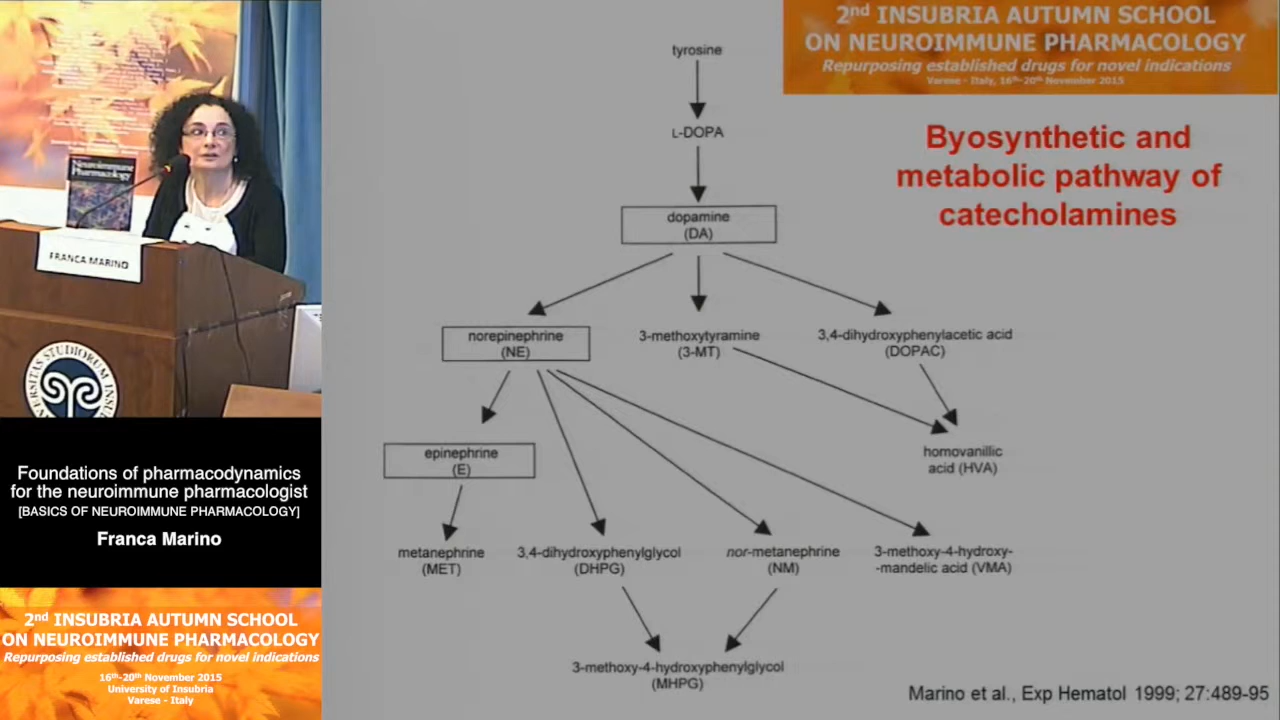 Neuroimmune
Pharmacology
FRANCA MARINO
Foundations of pharmacodynamics
for the neuroimmune pharmacologist
[BASICS OF NEUROIMMUNE PHARMACOLOGY]
Franca Marino
2nd INSUBRIA AUTUMN SCHOOL
ON NEUROIMMUNE PHARMACOLOGY
Repurposing established drugs for novel indications
16th-20th November 2015
University of Insubria
Varese - Italy
2nd INSUBRIA AUTUMN SCHOOL
ON NEUROIMMUNE PHARMACOLOGY
Repurposing established drugs for novel indications
Varese - Italy, 16th-20th November 2015
Byosynthetic and
metabolic pathway of
catecholamines
tyrosine
L-DOPA
dopamine
(DA)
norepinephrine
(NE)
3-methoxytyramine
(3-MT)
3,4-dihydroxyphenylacetic acid
(DOPAC)
epinephrine
(E)
homovanillic
acid (HVA)
metanephrine
(MET)
3,4-dihydroxyphenylglycol
(DHPG)
nor-metanephrine
(NM)
3-methoxy-4-hydroxy-
-mandelic acid (VMA)
3-methoxy-4-hydroxyphenylglycol
(MHPG)
Marino et al., Exp Hematol 1999; 27:489-95